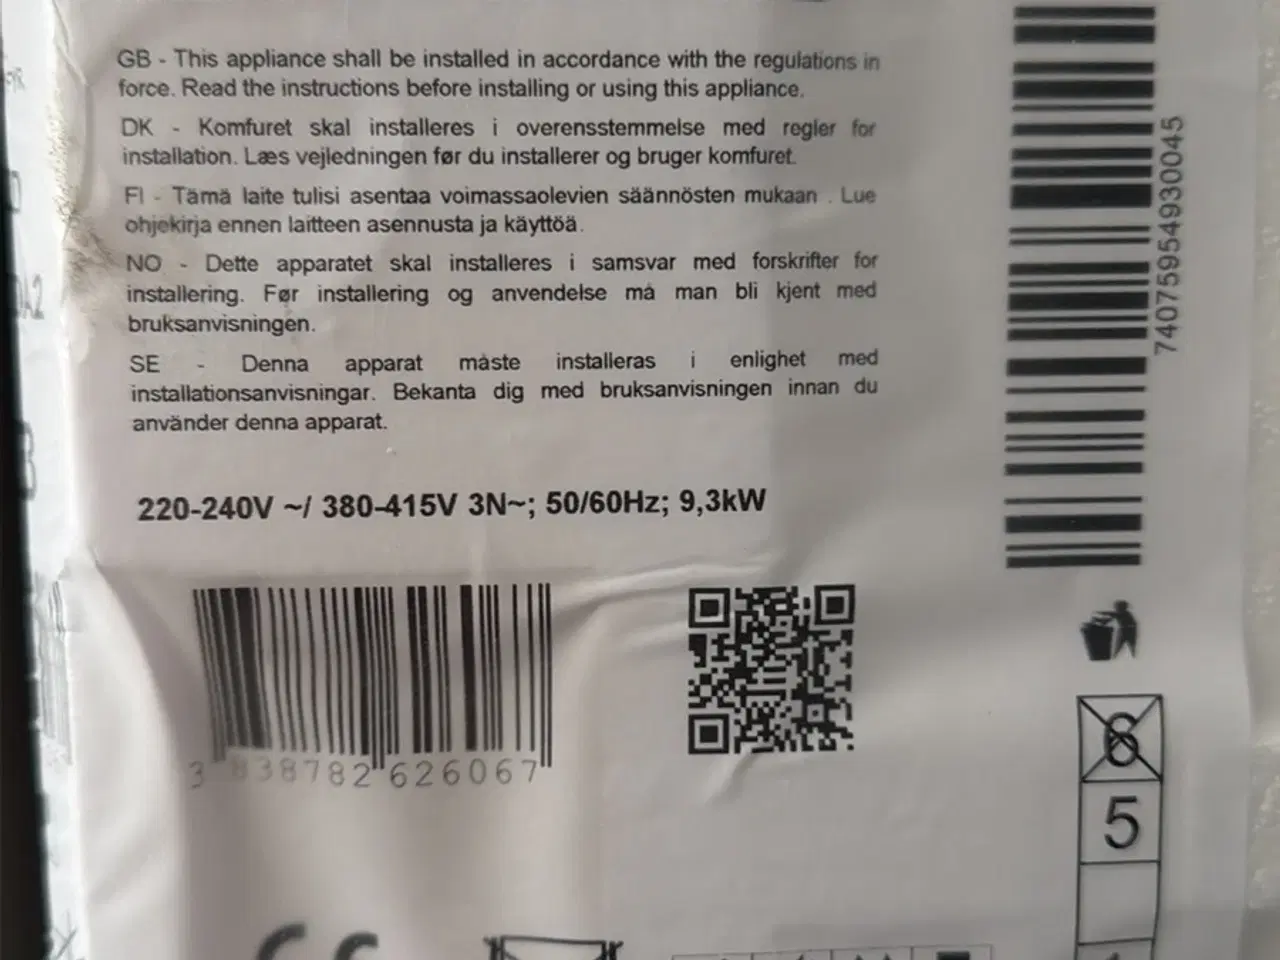 GB - This appliance shall be installed in accordance with the regulations in
force. Read the instructions before installing or using this appliance.
DK - Komfuret skal installeres i overensstemmelse med regler for
installation. Læs vejledningen før du installerer og bruger komfuret.
FI - Tämä laite tulisi asentaa voimassaolevien säännösten mukaan . Lue
ohjekirja ennen laitteen asennusta ja käyttöä.
NO - Dette apparatet skal installeres i samsvar med forskrifter for
installering. Før installering og anvendelse må man bli kjent med
bruksanvisningen.
SE - Denna apparat måste installeras i enlighet med
installationsanvisningar. Bekanta dig med bruksanvisningen innan du
använder denna apparat.
220-240V ~/ 380-415V 3N~; 50/60Hz; 9,3kW
3 838782 626067
74075954930045
6
5
CE